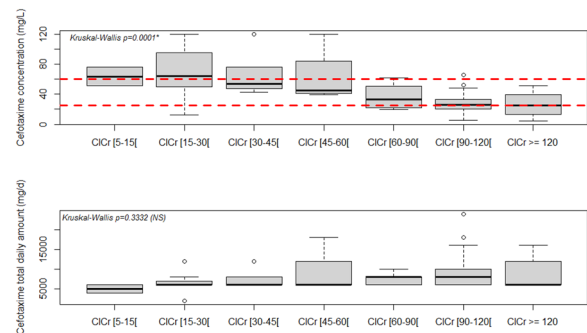 Cefotaxime concentration (mg/L)
120
80
40
0
Kruskal-Wallis p=0.0001*
ClCr [5-15[ ClCr [15-30[ ClCr [30-45[ ClCr [45-60[ ClCr [60-90[ ClCr [90-120[ ClCr >= 120
Cefotaxime total daily amount (mg/d)
15000
5000
Kruskal-Wallis p=0.3332 (NS)
ClCr [5-15[ ClCr [15-30[ ClCr [30-45[ ClCr [45-60[ ClCr [60-90[ ClCr [90-120[ ClCr >= 120